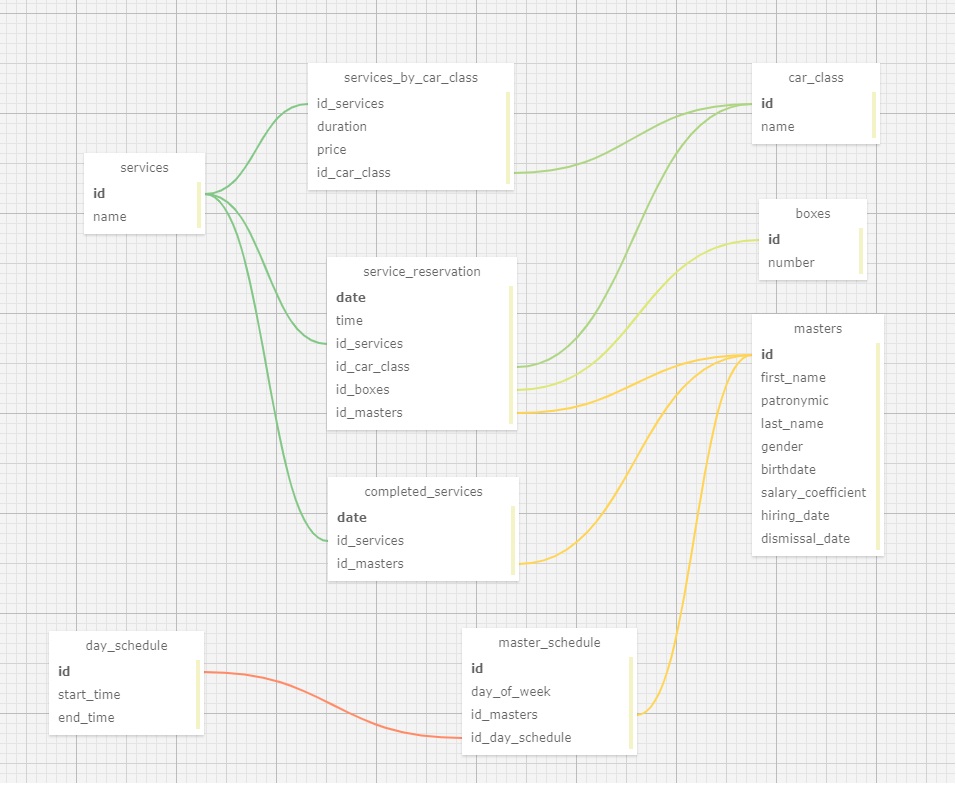 services_by_car_class
id_services
duration
price
id_car_class
car_class
id
name
services
id
name
boxes
id
number
service_reservation
date
time
id_services
id_car_class
id_boxes
id_masters
masters
id
first_name
patronymic
last_name
gender
birthdate
salary_coefficient
hiring_date
dismissal_date
completed_services
date
id_services
id_masters
day_schedule
id
start_time
end_time
master_schedule
id
day_of_week
id_masters
id_day_schedule